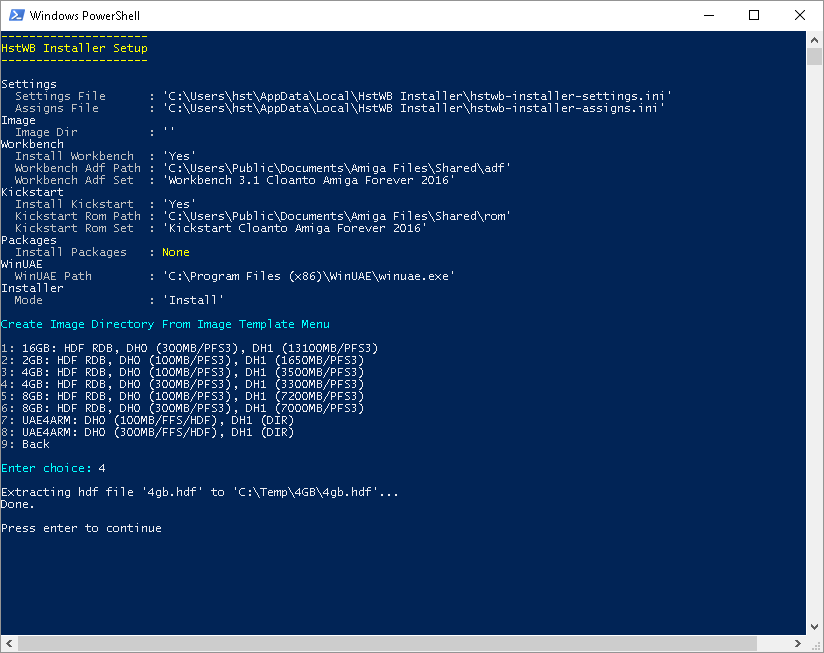 Windows PowerShell
---------------------
HstWB Installer Setup
---------------------
Settings
  Settings File      : 'C:\Users\hst\AppData\Local\HstWB Installer\hstwb-installer-settings.ini'
  Assigns File       : 'C:\Users\hst\AppData\Local\HstWB Installer\hstwb-installer-assigns.ini'
Image
  Image Dir          : ''
Workbench
  Install Workbench  : 'Yes'
  Workbench Adf Path : 'C:\Users\Public\Documents\Amiga Files\Shared\adf'
  Workbench Adf Set  : 'Workbench 3.1 Cloanto Amiga Forever 2016'
Kickstart
  Install Kickstart  : 'Yes'
  Kickstart Rom Path : 'C:\Users\Public\Documents\Amiga Files\Shared\rom'
  Kickstart Rom Set  : 'Kickstart Cloanto Amiga Forever 2016'
Packages
  Install Packages   : None
WinUAE
  WinUAE Path        : 'C:\Program Files (x86)\WinUAE\winuae.exe'
Installer
  Mode               : 'Install'
Create Image Directory From Image Template Menu
1: 16GB: HDF RDB, DH0 (300MB/PFS3), DH1 (13100MB/PFS3)
2: 2GB: HDF RDB, DH0 (100MB/PFS3), DH1 (1650MB/PFS3)
3: 4GB: HDF RDB, DH0 (100MB/PFS3), DH1 (3500MB/PFS3)
4: 4GB: HDF RDB, DH0 (300MB/PFS3), DH1 (3300MB/PFS3)
5: 8GB: HDF RDB, DH0 (100MB/PFS3), DH1 (7200MB/PFS3)
6: 8GB: HDF RDB, DH0 (300MB/PFS3), DH1 (7000MB/PFS3)
7: UAE4ARM: DH0 (100MB/FFS/HDF), DH1 (DIR)
8: UAE4ARM: DH0 (300MB/FFS/HDF), DH1 (DIR)
9: Back
Enter choice: 4
Extracting hdf file '4gb.hdf' to 'C:\Temp\4GB\4gb.hdf'...
Done.
Press enter to continue